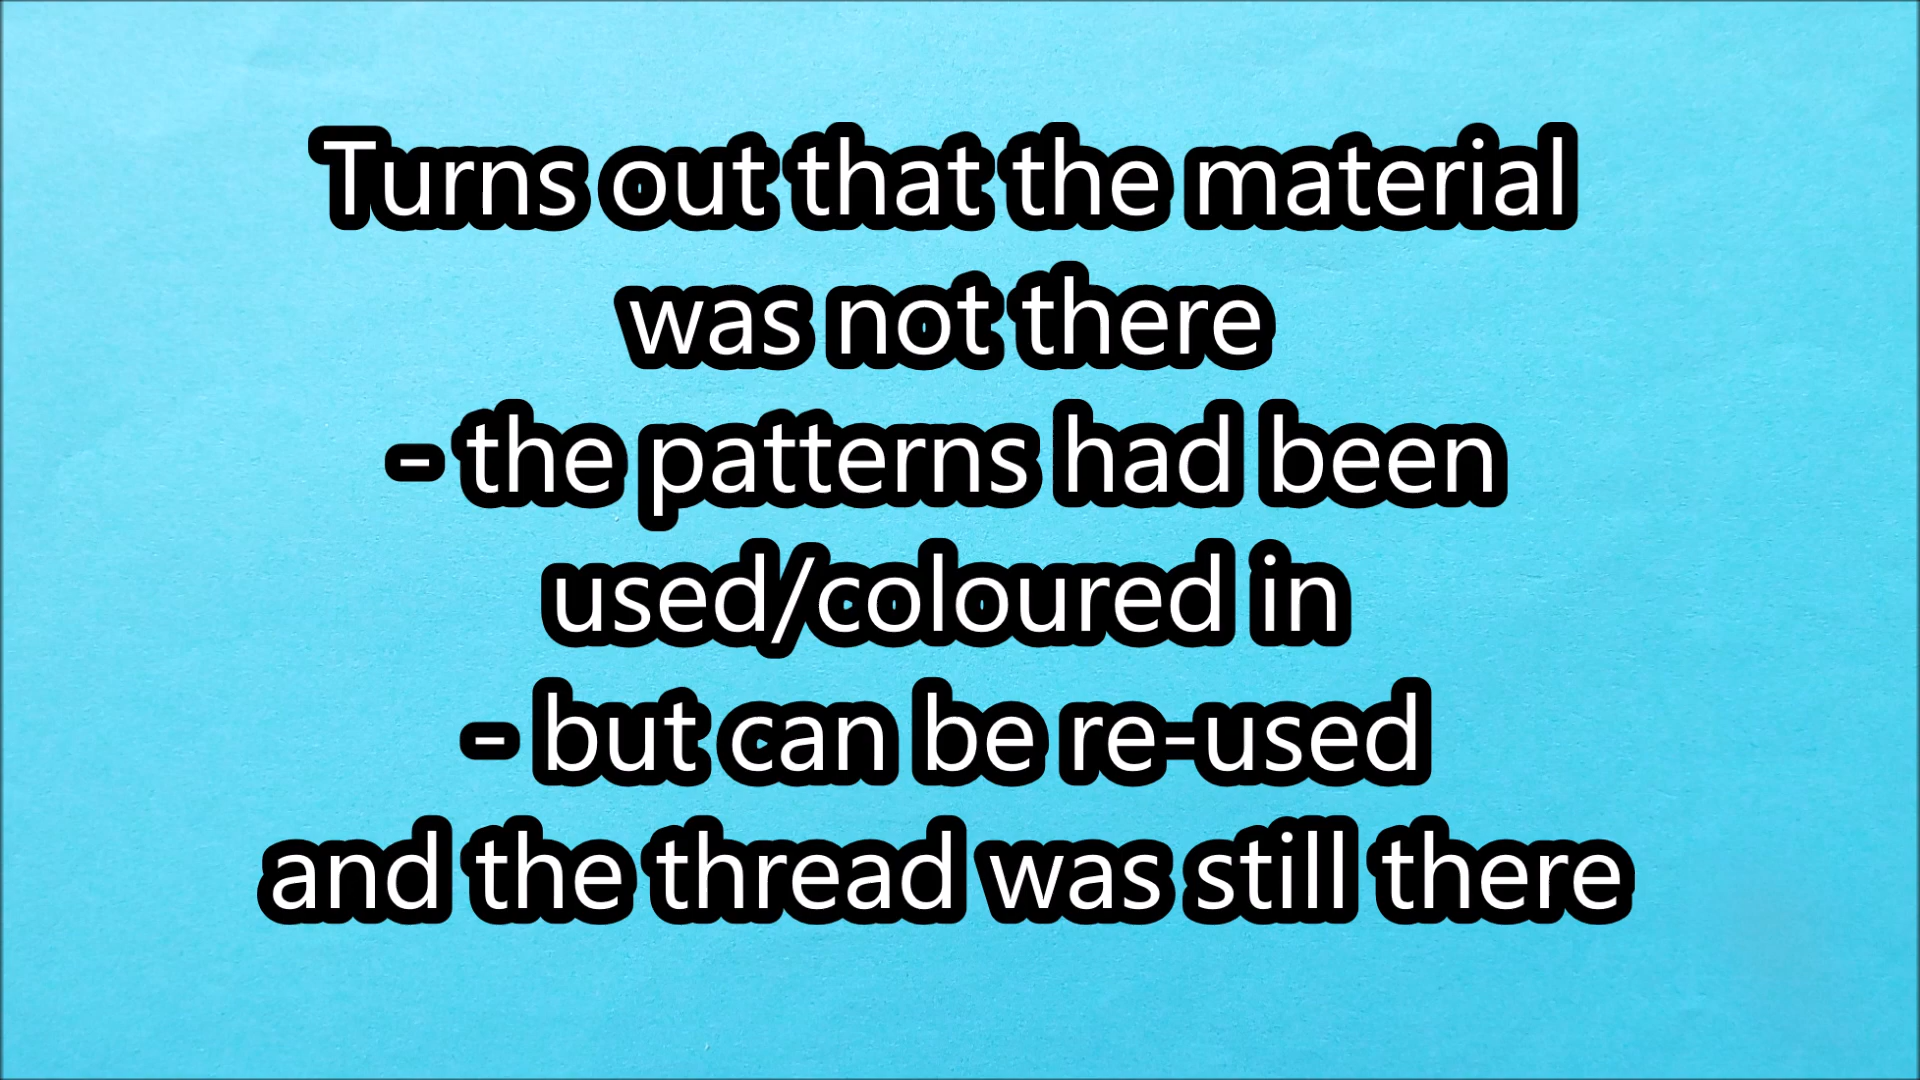 Turns out that the material
was not there
- the patterns had been
used/coloured in
- but can be re-used
and the thread was still there